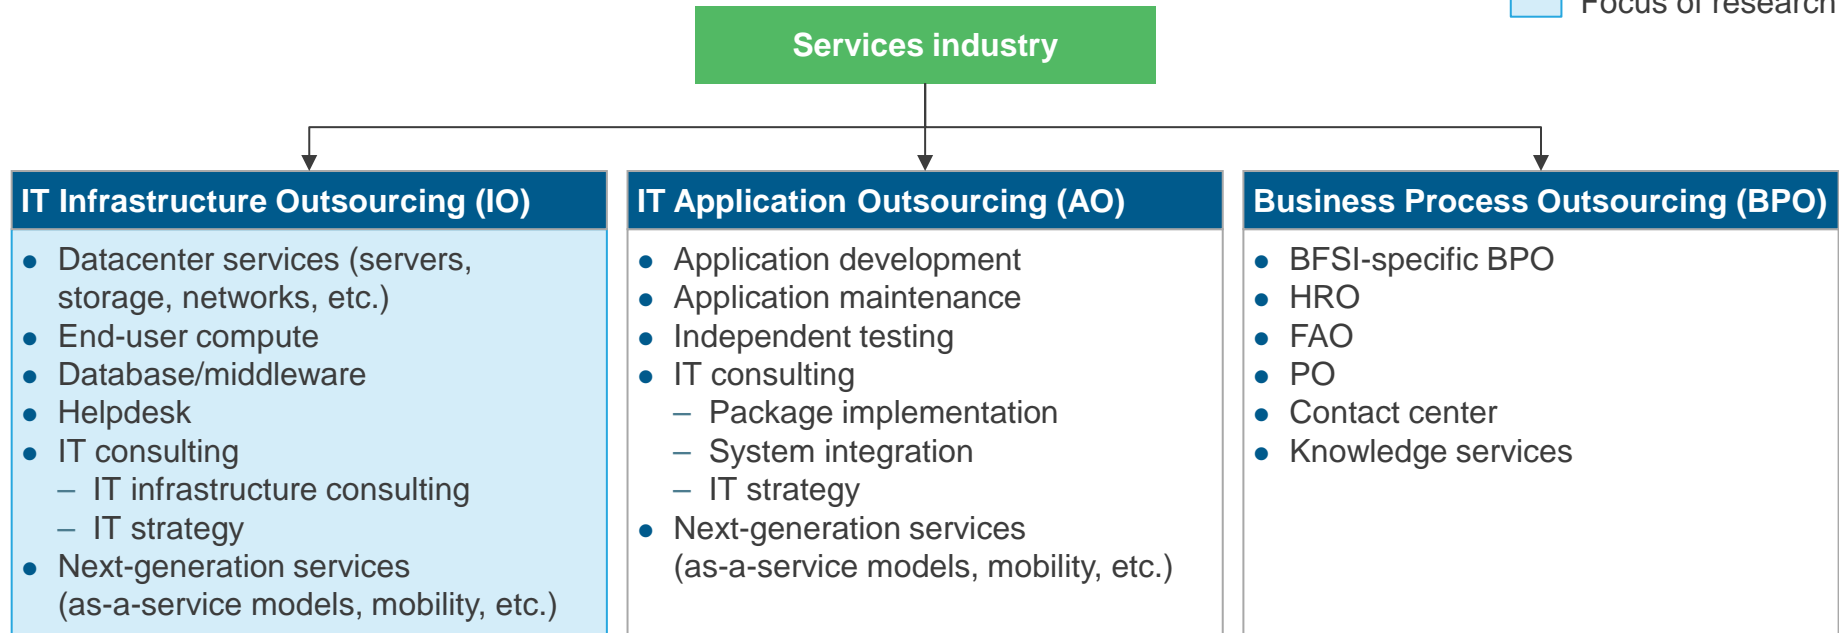 Focus of research
Services industry
IT Infrastructure Outsourcing (IO)
● Datacenter services (servers,
storage, networks, etc.)
● End-user compute
● Database/middleware
● Helpdesk
● IT consulting
– IT infrastructure consulting
– IT strategy
● Next-generation services
(as-a-service models, mobility, etc.)
IT Application Outsourcing (AO)
● Application development
● Application maintenance
● Independent testing
● IT consulting
– Package implementation
– System integration
– IT strategy
● Next-generation services
(as-a-service models, mobility, etc.)
Business Process Outsourcing (BPO)
● BFSI-specific BPO
● HRO
● FAO
● PO
● Contact center
● Knowledge services